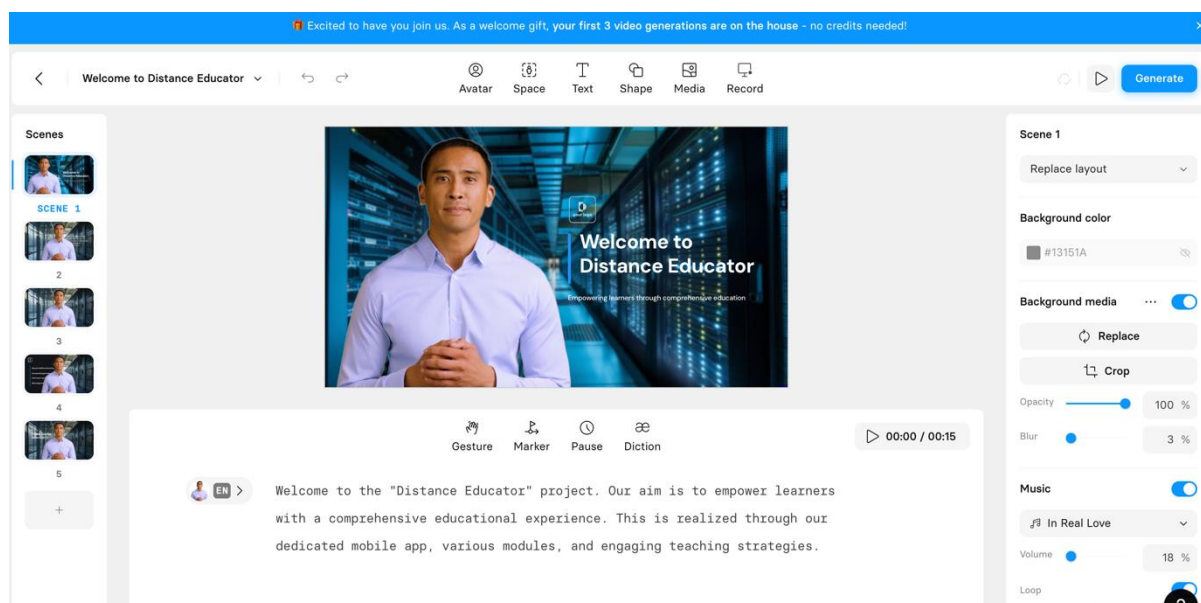 🎁 Excited to have you join us. As a welcome gift, your first 3 video generations are on the house - no credits needed!
Welcome to Distance Educator
Avatar
Space
Text
Shape
Media
Record
Generate
Scenes
SCENE 1
2
3
4
5
your logo
Welcome to
Distance Educator
Empowering learners through comprehensive education
Gesture
Marker
Pause
Diction
00:00 / 00:15
EN
Welcome to the "Distance Educator" project. Our aim is to empower learners
with a comprehensive educational experience. This is realized through our
dedicated mobile app, various modules, and engaging teaching strategies.
Scene 1
Replace layout
Background color
#13151A
Background media
Replace
Crop
Opacity
100 %
Blur
3 %
Music
In Real Love
Volume
18 %
Loop